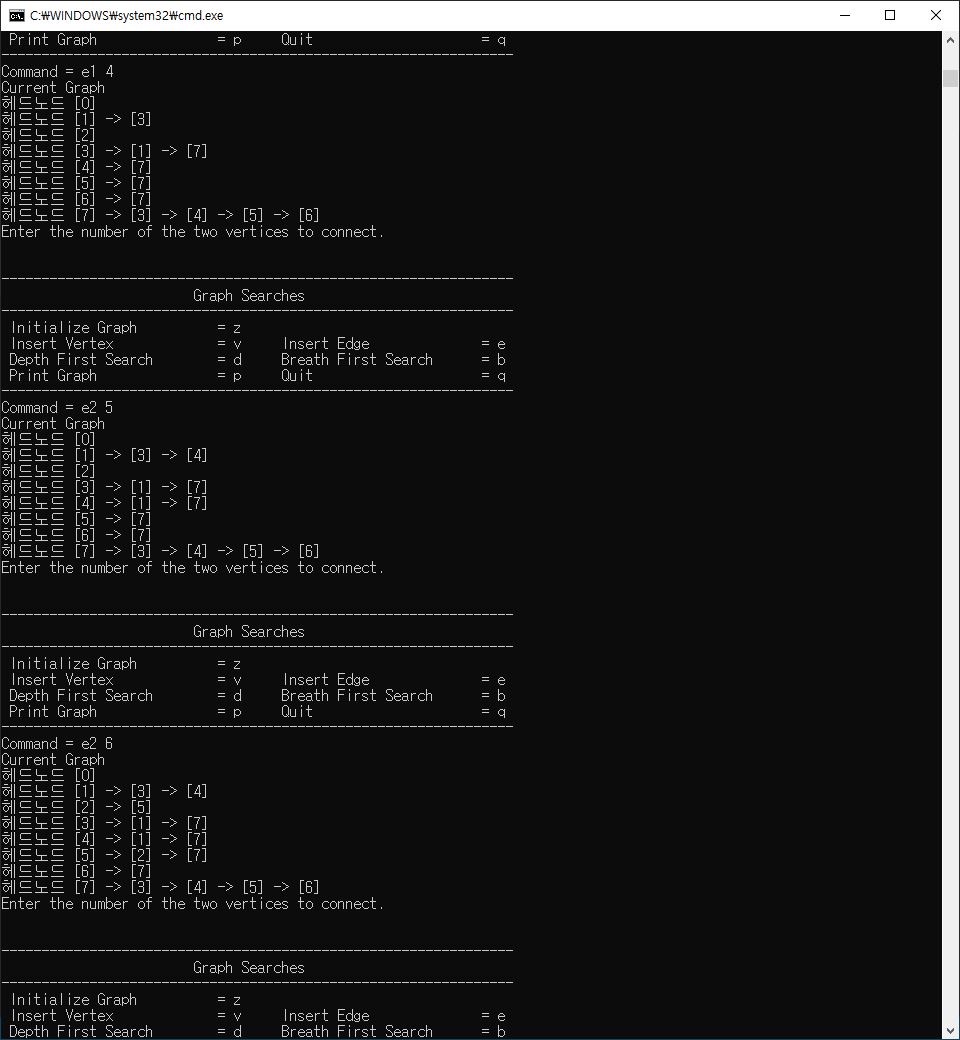 C:₩WINDOWS₩system32₩cmd.exe
Print Graph = p Quit = q
----------------------------------------------------------------
Command = e1 4
Current Graph
헤드노드 [0]
헤드노드 [1] -> [3]
헤드노드 [2]
헤드노드 [3] -> [1] -> [7]
헤드노드 [4] -> [7]
헤드노드 [5] -> [7]
헤드노드 [6] -> [7]
헤드노드 [7] -> [3] -> [4] -> [5] -> [6]
Enter the number of the two vertices to connect.
----------------------------------------------------------------
Graph Searches
----------------------------------------------------------------
Initialize Graph = z
Insert Vertex = v Insert Edge = e
Depth First Search = d Breath First Search = b
Print Graph = p Quit = q
----------------------------------------------------------------
Command = e2 5
Current Graph
헤드노드 [0]
헤드노드 [1] -> [3] -> [4]
헤드노드 [2]
헤드노드 [3] -> [1] -> [7]
헤드노드 [4] -> [1] -> [7]
헤드노드 [5] -> [7]
헤드노드 [6] -> [7]
헤드노드 [7] -> [3] -> [4] -> [5] -> [6]
Enter the number of the two vertices to connect.
----------------------------------------------------------------
Graph Searches
----------------------------------------------------------------
Initialize Graph = z
Insert Vertex = v Insert Edge = e
Depth First Search = d Breath First Search = b
Print Graph = p Quit = q
----------------------------------------------------------------
Command = e2 6
Current Graph
헤드노드 [0]
헤드노드 [1] -> [3] -> [4]
헤드노드 [2] -> [5]
헤드노드 [3] -> [1] -> [7]
헤드노드 [4] -> [1] -> [7]
헤드노드 [5] -> [2] -> [7]
헤드노드 [6] -> [7]
헤드노드 [7] -> [3] -> [4] -> [5] -> [6]
Enter the number of the two vertices to connect.
----------------------------------------------------------------
Graph Searches
----------------------------------------------------------------
Initialize Graph = z
Insert Vertex = v Insert Edge = e
Depth First Search = d Breath First Search = b